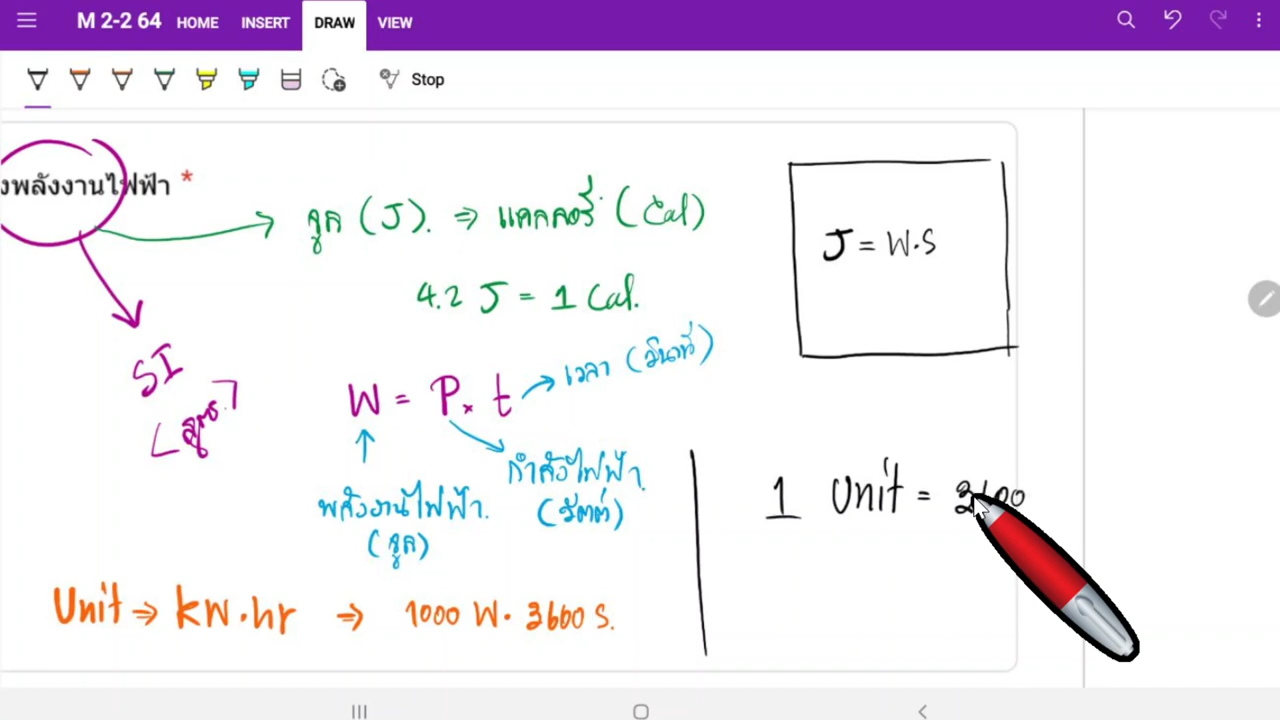 M 2-2 64 HOME INSERT DRAW VIEW
Stop
งพลังงานไฟฟ้า *
จูล (J). ⇒ แคลลอรี่ (Cal)
4.2 J = 1 Cal.
J = W.S
SI
W = P × t → เวลา (วินาที)
กำลังไฟฟ้า.
(วัตต์)
พลังงานไฟฟ้า.
(จูล)
1 Unit = 3600
Unit ⇒ kW.hr ⇒ 1000 W. 3600 S.